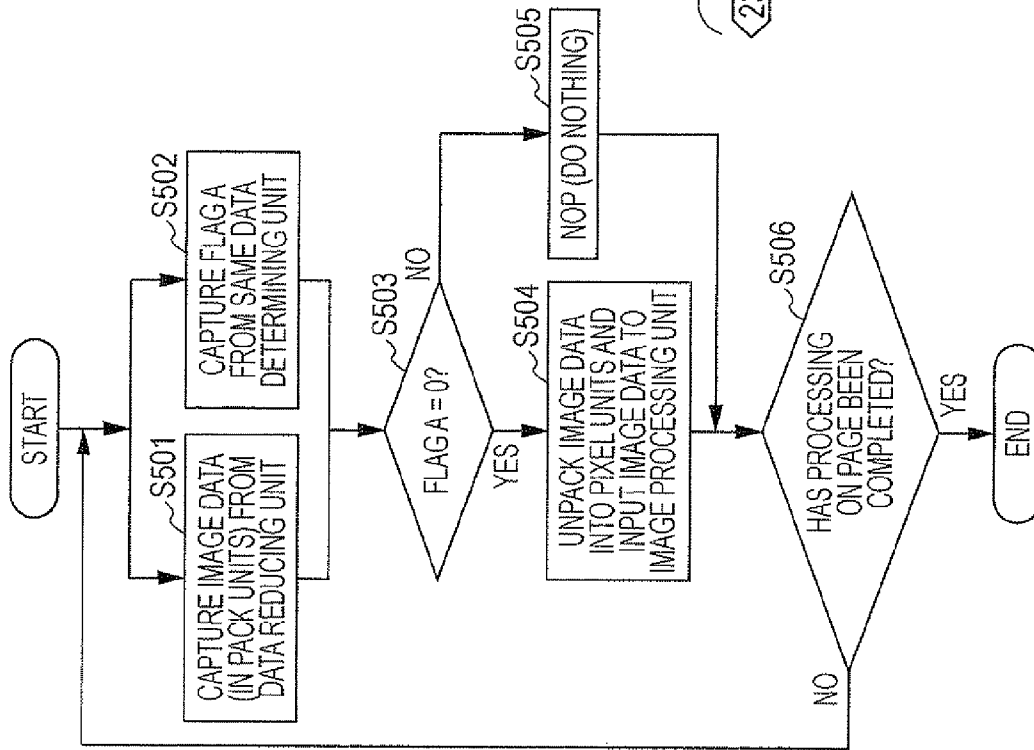 START
S501
CAPTURE IMAGE DATA
(IN PACK UNITS) FROM
DATA REDUCING UNIT
S502
CAPTURE FLAG A
FROM SAME DATA
DETERMINING UNIT
S503
FLAG A = 0?
NO
YES
S504
UNPACK IMAGE DATA
INTO PIXEL UNITS AND
INPUT IMAGE DATA TO
IMAGE PROCESSING UNIT
S505
NOP (DO NOTHING)
S506
HAS PROCESSING
ON PAGE BEEN
COMPLETED?
NO
YES
END